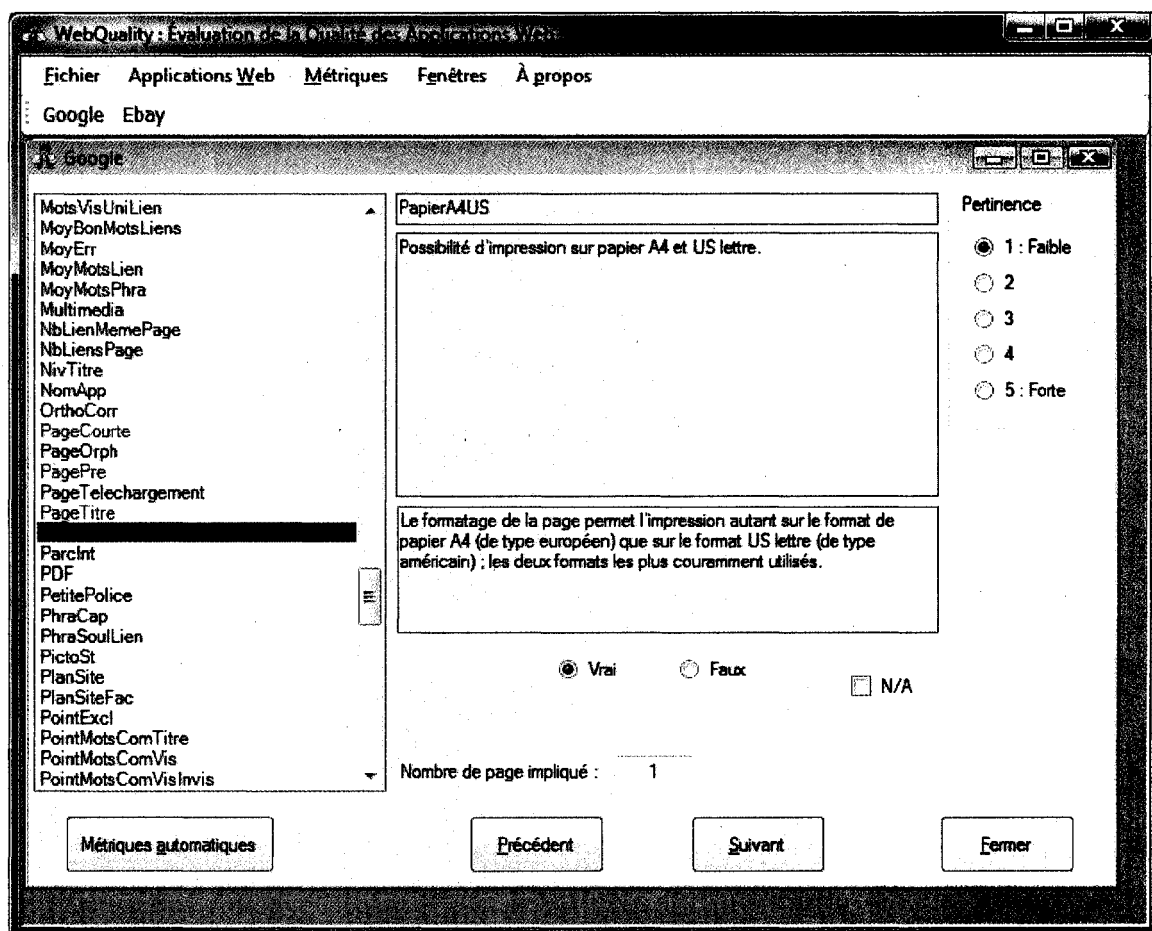 WebQuality : Évaluation de la Qualité des Applications Web
Fichier Applications Web Métriques Fenêtres À propos
Google Ebay
Google
MotsVisUniLien
MoyBonMotsLiens
MoyErr
MoyMotsLien
MoyMotsPhra
Multimedia
NbLienMemePage
NbLiensPage
NivTitre
NomApp
OrthoCorr
PageCourte
PageOrph
PagePre
PageTelechargement
PageTitre
ParcInt
PDF
PetitePolice
PhraCap
PhraSoulLien
PictoSt
PlanSite
PlanSiteFac
PointExcl
PointMotsComTitre
PointMotsComVis
PointMotsComVisInvis
PapierA4US
Possibilité d'impression sur papier A4 et US lettre.
Le formatage de la page permet l'impression autant sur le format de
papier A4 (de type européen) que sur le format US lettre (de type
américain) ; les deux formats les plus couramment utilisés.
Vrai Faux
N/A
Nombre de page impliqué : 1
Pertinence
1 : Faible
2
3
4
5 : Forte
Métriques automatiques Précédent Suivant Fermer